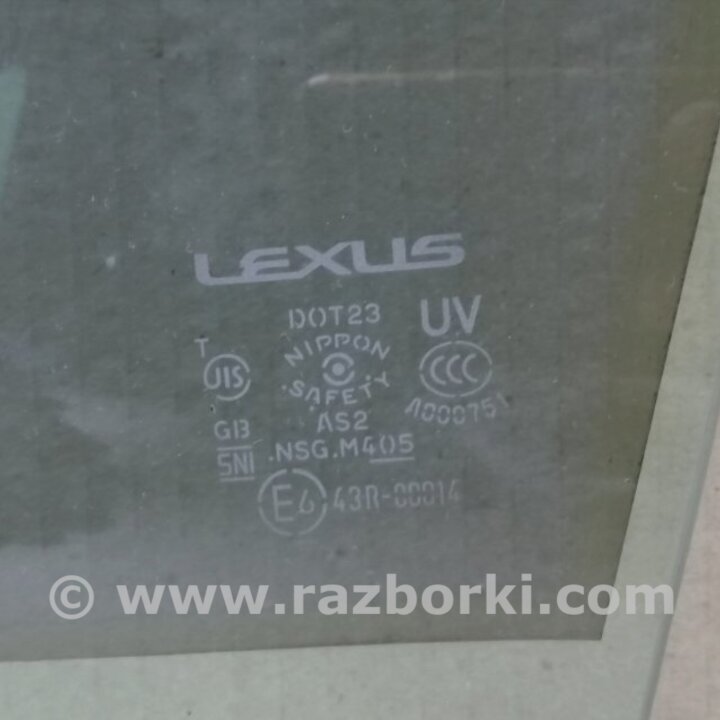 LEXUS
DOT23 UV
T
JIS
NIPPON
SAFETY
CCC
A000751
AS2
GB
SNI
.NSG.M405
E4 43R-00014
© www.razborki.com